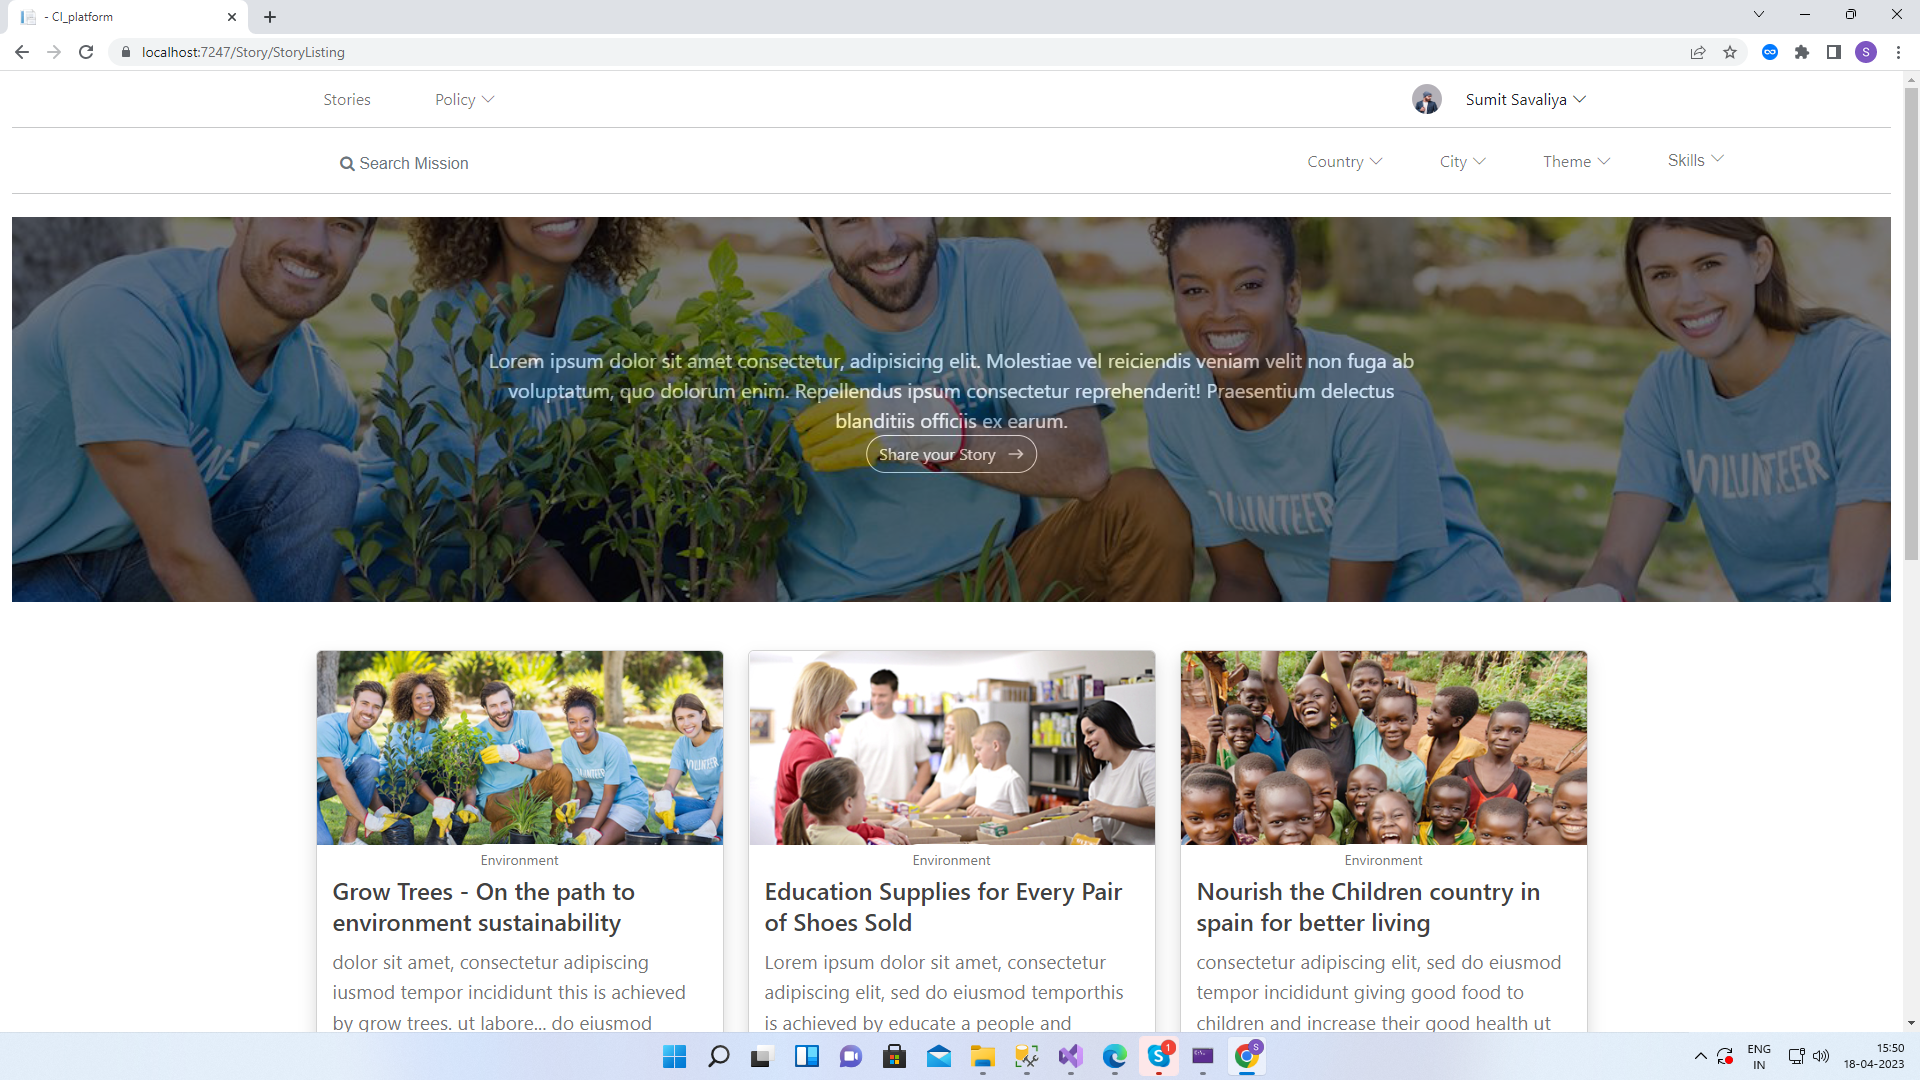 - CI_platform
localhost:7247/Story/StoryListing
S
Stories
Policy
Sumit Savaliya
Search Mission
Country
City
Theme
Skills
Lorem ipsum dolor sit amet consectetur, adipisicing elit. Molestiae vel reiciendis veniam velit non fuga ab
voluptatum, quo dolorum enim. Repellendus ipsum consectetur reprehenderit! Praesentium delectus
blanditiis officiis ex earum.
Share your Story
VOLUNTEER
VOLUNTEER
Environment
Grow Trees - On the path to
environment sustainability
dolor sit amet, consectetur adipiscing
iusmod tempor incididunt this is achieved
by grow trees. ut labore... do eiusmod
Environment
Education Supplies for Every Pair
of Shoes Sold
Lorem ipsum dolor sit amet, consectetur
adipiscing elit, sed do eiusmod temporthis
is achieved by educate a people and
Environment
Nourish the Children country in
spain for better living
consectetur adipiscing elit, sed do eiusmod
tempor incididunt giving good food to
children and increase their good health ut
1
S
ENG
IN
15:50
18-04-2023